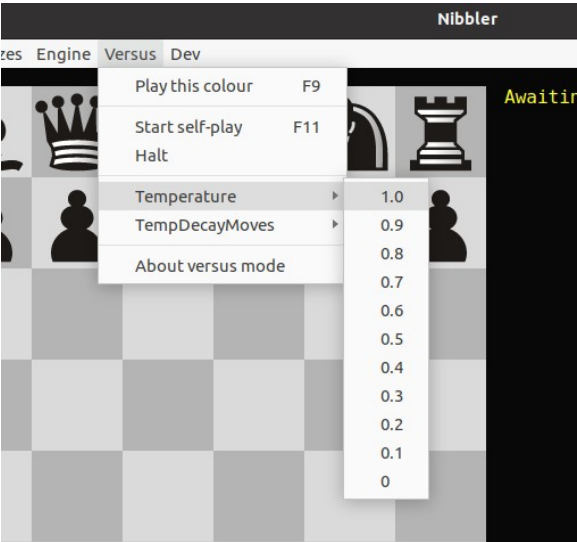 Nibbler
Engine Versus Dev
Play this colour F9
Start self-play F11
Halt
Temperature
TempDecayMoves
About versus mode
1.0
0.9
0.8
0.7
0.6
0.5
0.4
0.3
0.2
0.1
0